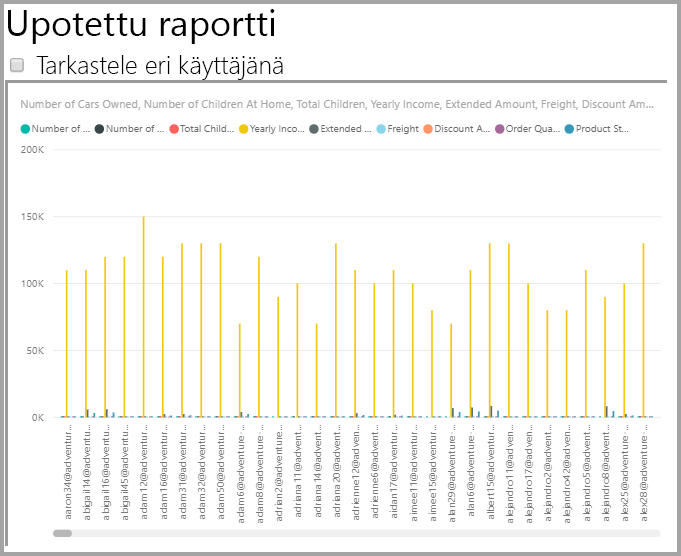 Upotettu raportti
Tarkastele eri käyttäjänä
Number of Cars Owned, Number of Children At Home, Total Children, Yearly Income, Extended Amount, Freight, Discount Am...
Number of ... Number of ... Total Child... Yearly Inco... Extended ... Freight Discount A... Order Qua... Product St...
200K
150K
100K
50K
0K
aaron34@adventur...
abigail14@adventu...
abigail16@adventu...
abigail45@adventu...
adam12@adventur...
adam16@adventur...
adam31@adventur...
adam32@adventur...
adam50@adventur...
adam6@adventure-...
adam8@adventure-...
adrian2@adventure-...
adriana11@advent...
adriana14@advent...
adriana20@advent...
adrienne12@adven...
adrienne6@advent...
aidan17@adventur...
aimee11@adventur...
aimee15@adventur...
alan29@adventure-...
alan6@adventure-...
albert15@adventur...
alejandro11@adven...
alejandro17@adven...
alejandro2@advent...
alejandro42@adven...
alejandro5@advent...
alejandro8@advent...
alex25@adventure-...
alex28@adventure-...